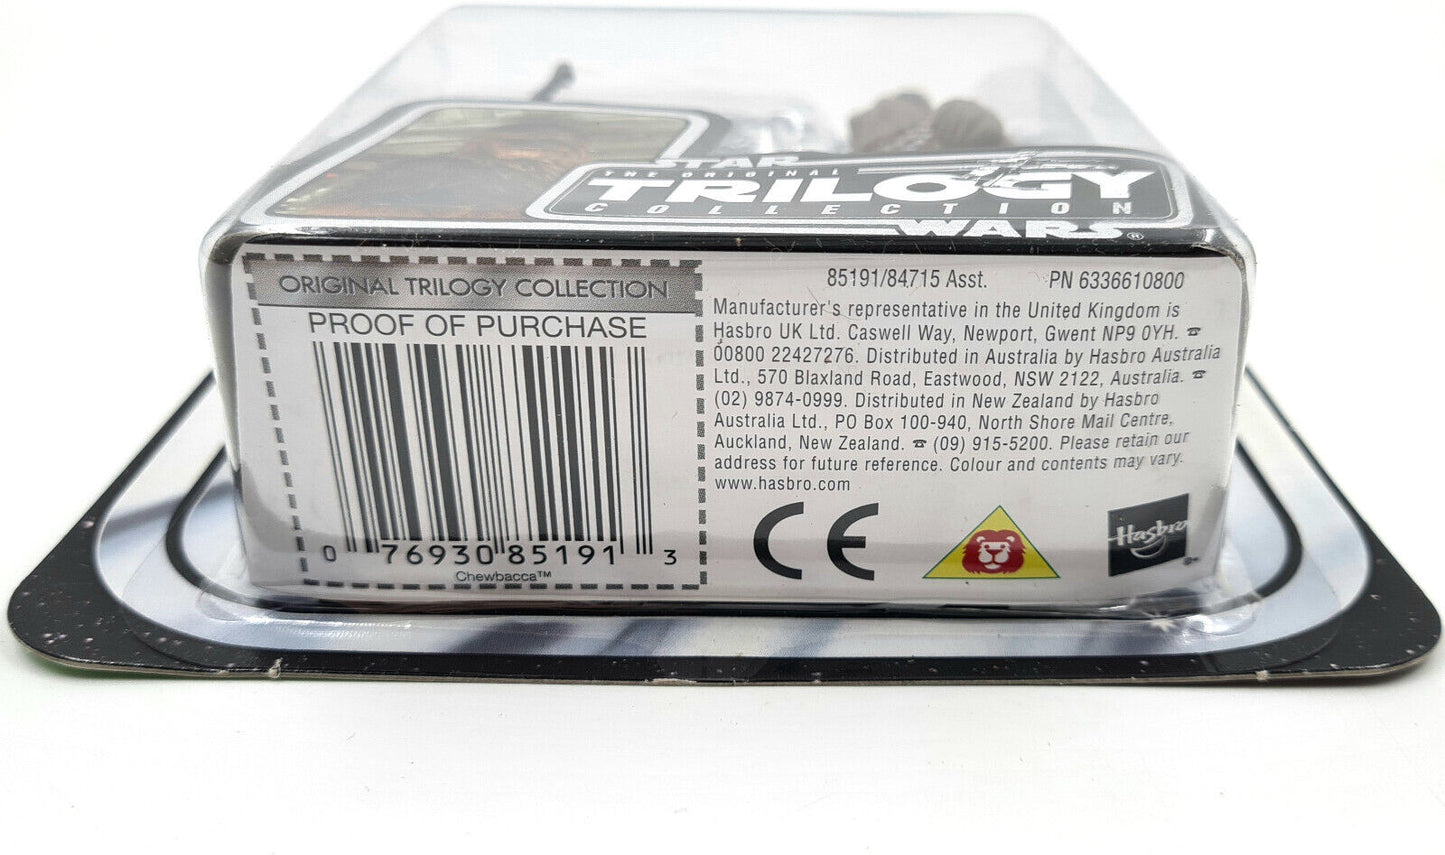 STAR
THE ORIGINAL
TRILOGY
COLLECTION
WARS®
ORIGINAL TRILOGY COLLECTION
PROOF OF PURCHASE
0 76930 85191 3
Chewbacca™
85191/84715 Asst. PN 6336610800
Manufacturer's representative in the United Kingdom is
Hasbro UK Ltd. Caswell Way, Newport, Gwent NP9 0YH. ☎
00800 22427276. Distributed in Australia by Hasbro Australia
Ltd., 570 Blaxland Road, Eastwood, NSW 2122, Australia. ☎
(02) 9874-0999. Distributed in New Zealand by Hasbro
Australia Ltd., PO Box 100-940, North Shore Mail Centre,
Auckland, New Zealand. ☎ (09) 915-5200. Please retain our
address for future reference. Colour and contents may vary.
www.hasbro.com
CE
Hasbro